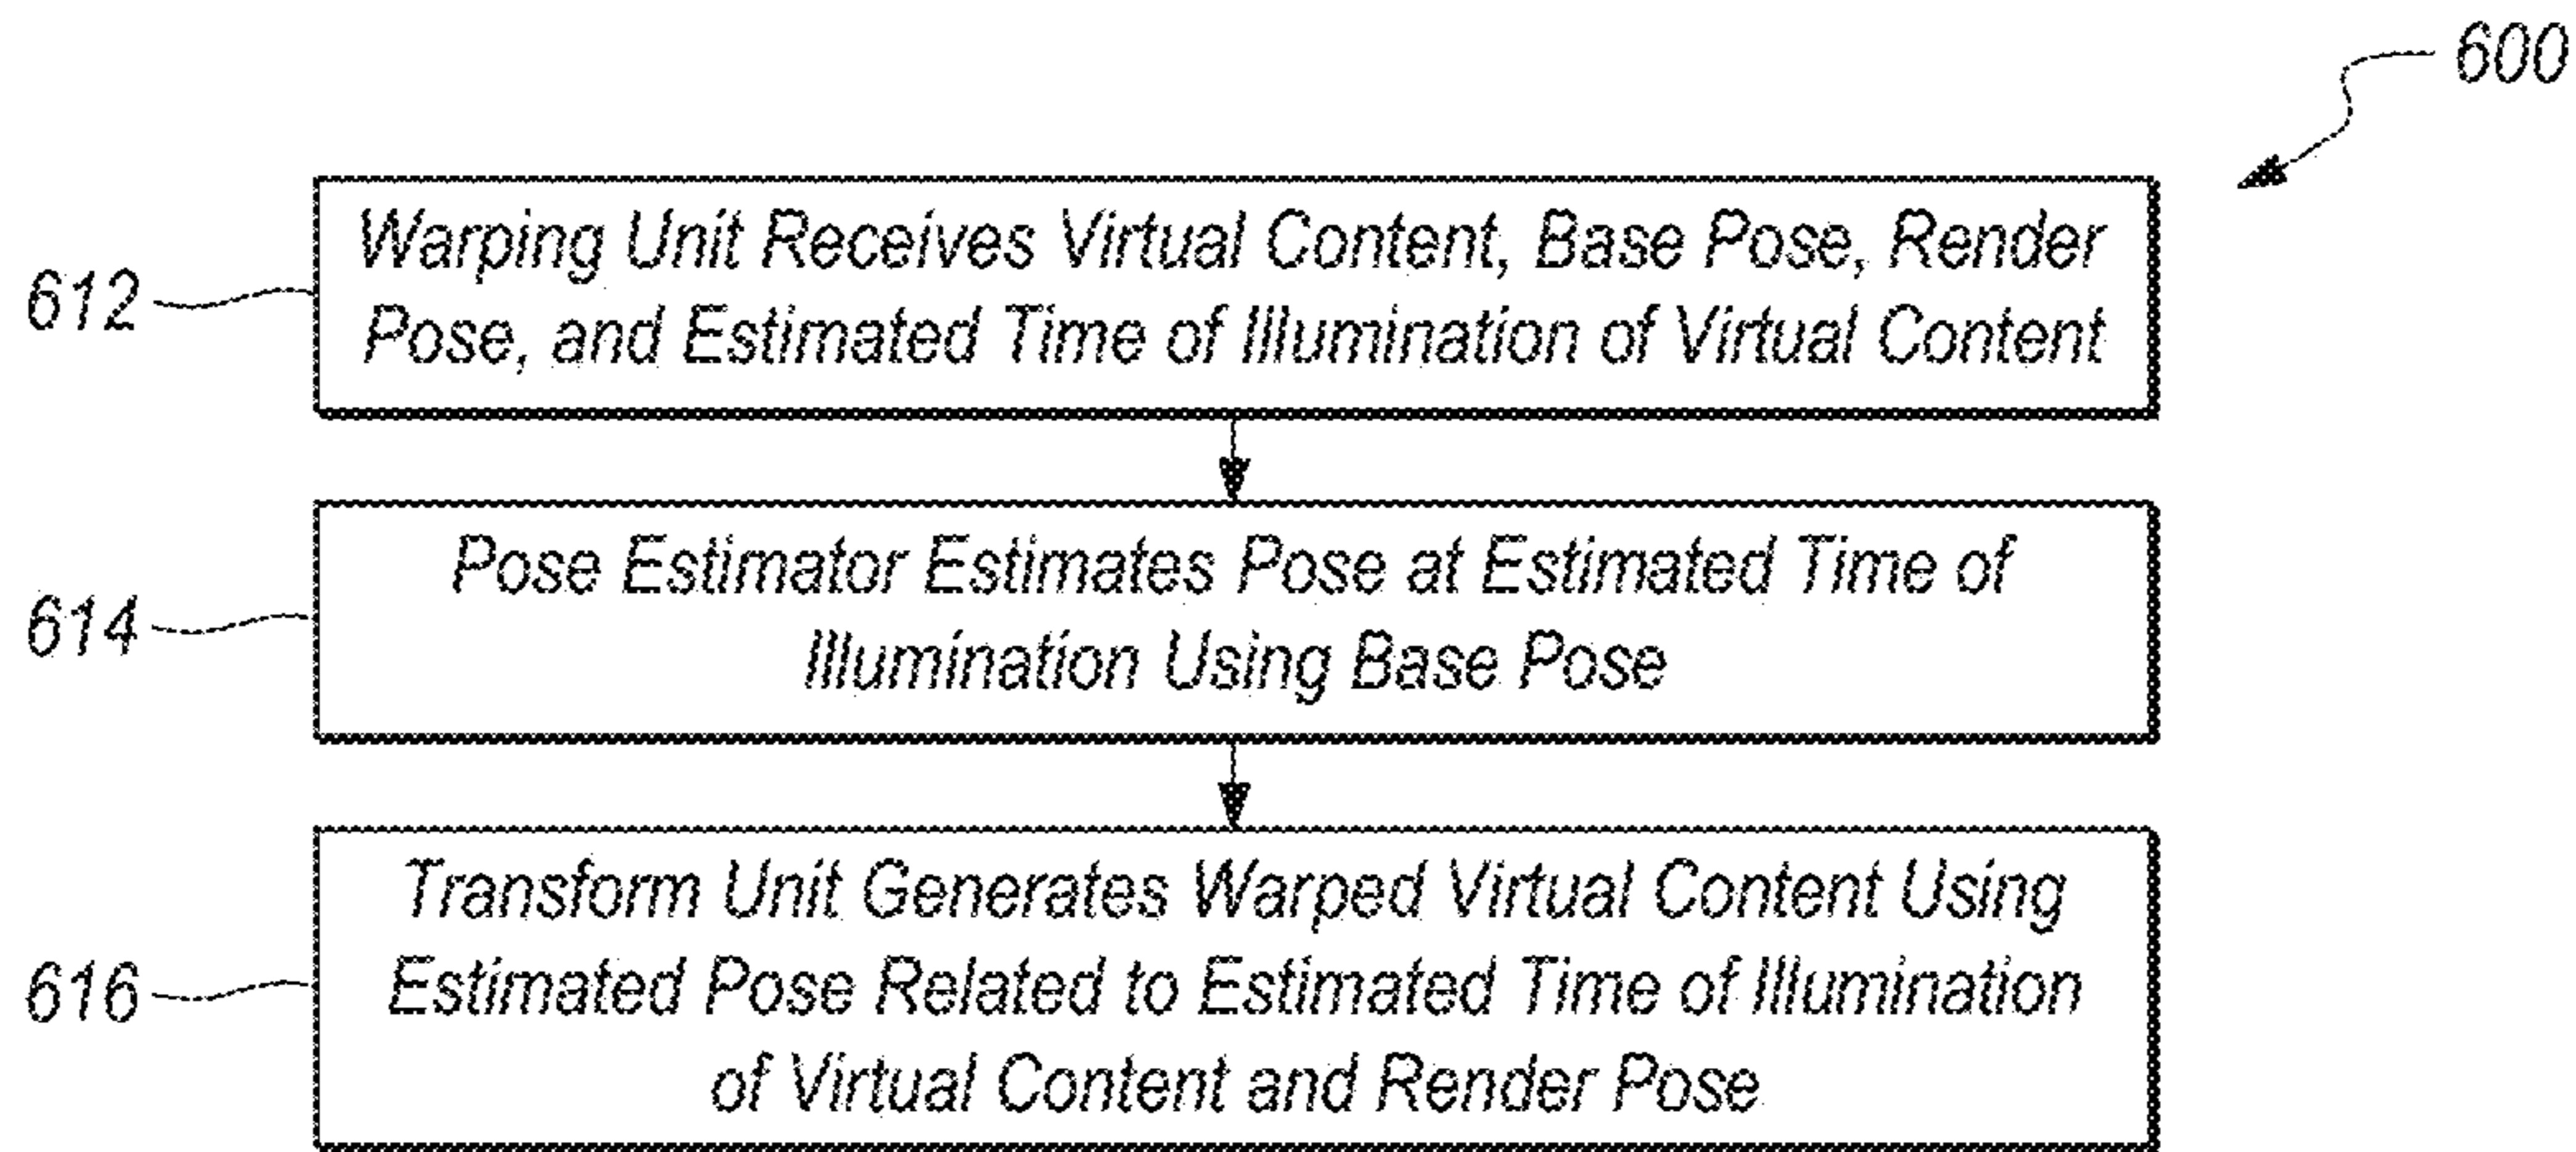 600
612
Warping Unit Receives Virtual Content, Base Pose, Render
Pose, and Estimated Time of Illumination of Virtual Content
614
Pose Estimator Estimates Pose at Estimated Time of
Illumination Using Base Pose
616
Transform Unit Generates Warped Virtual Content Using
Estimated Pose Related to Estimated Time of Illumination
of Virtual Content and Render Pose